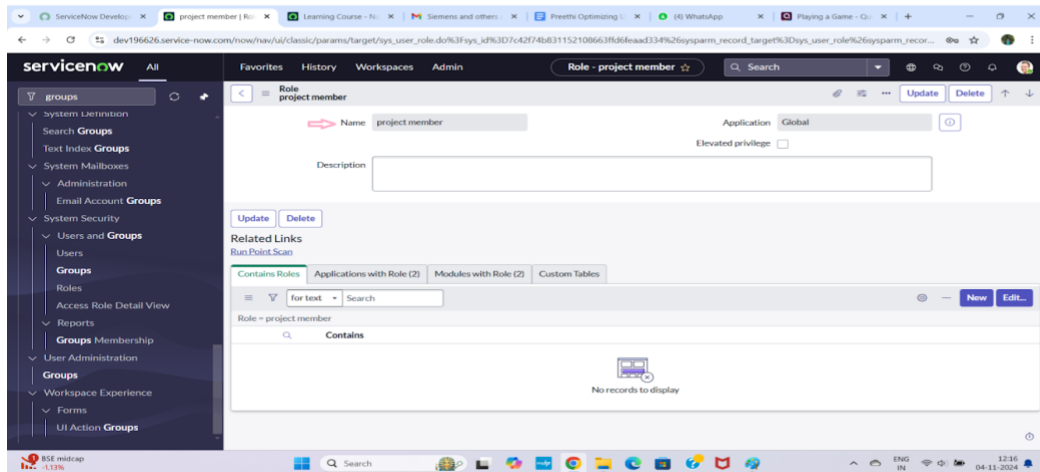 ServiceNow Develop
project member | Ro
Learning Course - N
Siemens and others
Preethi Optimizing U
(4) WhatsApp
Playing a Game - G
dev196626.service-now.com/now/nav/ui/classic/params/target/sys_user_role.do%3Fsys_id%3D7c42f74b831152108663ffd6feaad334%26sysparm_record_target%3Dsys_user_role%26sysparm_recor...
servicenow All Favorites History Workspaces Admin Role - project member Search
groups
Role
project member
Update Delete
System Definition
Search Groups
Text Index Groups
System Mailboxes
Administration
Email Account Groups
System Security
Users and Groups
Users
Groups
Roles
Access Role Detail View
Reports
Groups Membership
User Administration
Groups
Workspace Experience
Forms
UI Action Groups
Name project member Application Global
Elevated privilege
Description
Update Delete
Related Links
Run Point Scan
Contains Roles Applications with Role (2) Modules with Role (2) Custom Tables
for text Search New Edit...
Role = project member
Contains
No records to display
BSE midcap
-1.13%
Search
ENG
IN
12:16
04-11-2024